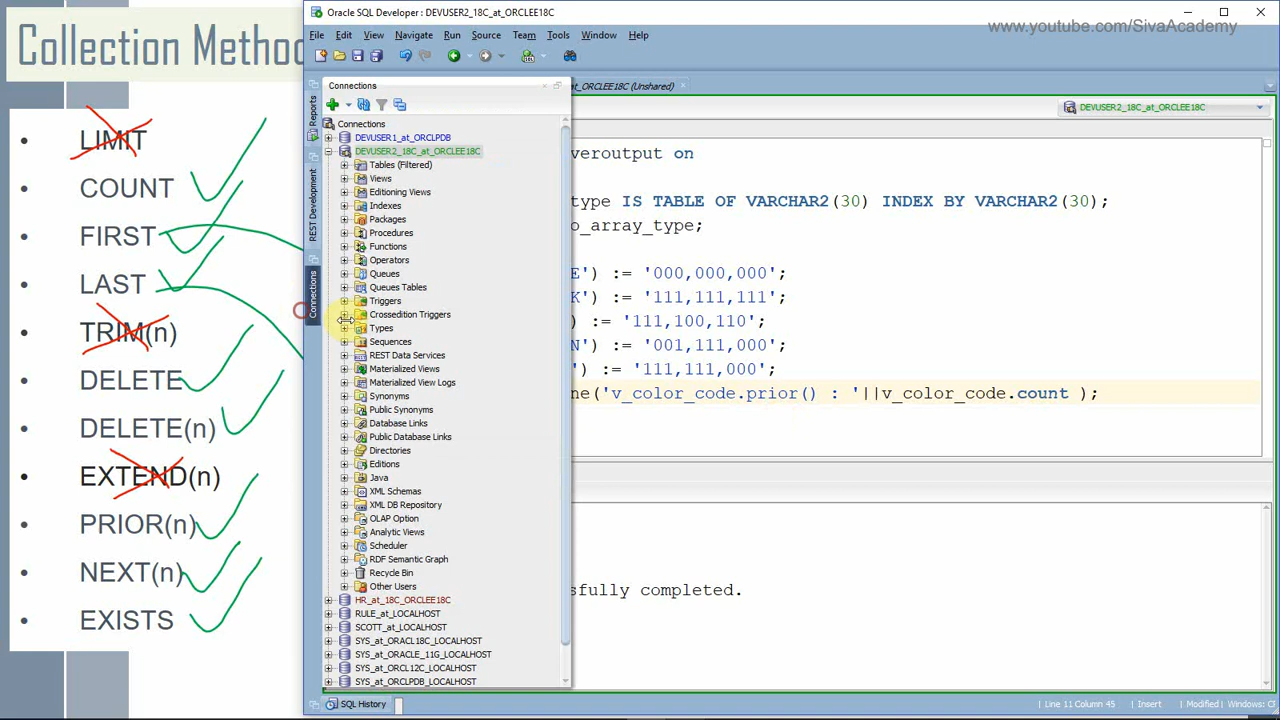 Collection Metho
LIMIT
COUNT
FIRST
LAST
TRIM(n)
DELETE
DELETE(n)
EXTEND(n)
PRIOR(n)
NEXT(n)
EXISTS
Oracle SQL Developer : DEVUSER2_18C_at_ORCLEE18C
www.youtube.com/SivaAcademy
File Edit View Navigate Run Source Team Tools Window Help
Reports
REST Development
Connections
Connections
at_ORCLEE18C (Unshared)
DEVUSER2_18C_at_ORCLEE18C
Connections
DEVUSER1_at_ORCLPDB
DEVUSER2_18C_at_ORCLEE18C
Tables (Filtered)
Views
Editioning Views
Indexes
Packages
Procedures
Functions
Operators
Queues
Queues Tables
Triggers
Crossedition Triggers
Types
Sequences
REST Data Services
Materialized Views
Materialized View Logs
Synonyms
Public Synonyms
Database Links
Public Database Links
Directories
Editions
Java
XML Schemas
XML DB Repository
OLAP Option
Analytic Views
Scheduler
RDF Semantic Graph
Recycle Bin
Other Users
HR_at_18C_ORCLEE18C
RULE_at_LOCALHOST
SCOTT_at_LOCALHOST
SYS_at_ORACL18C_LOCALHOST
SYS_at_ORACLE_11G_LOCALHOST
SYS_at_ORCL12C_LOCALHOST
SYS_at_ORCLPDB_LOCALHOST
veroutput on
type IS TABLE OF VARCHAR2(30) INDEX BY VARCHAR2(30);
o_array_type;
E') := '000,000,000';
K') := '111,111,111';
) := '111,100,110';
N') := '001,111,000';
') := '111,111,000';
ne('v_color_code.prior() : '||v_color_code.count );
sfully completed.
SQL History
Line 11 Column 45 Insert Modified Windows: